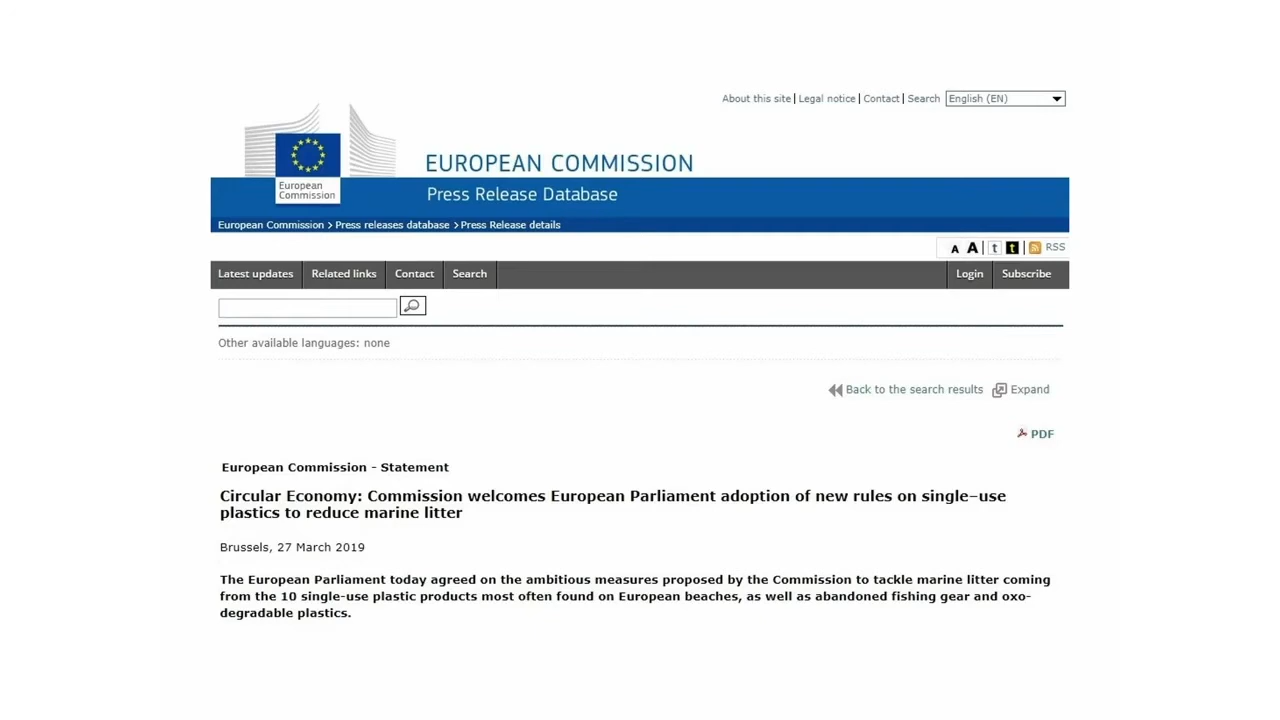 About this site | Legal notice | Contact | Search English (EN)
EUROPEAN COMMISSION
European
Commission
Press Release Database
European Commission > Press releases database > Press Release details
A A | t t | RSS
Latest updates Related links Contact Search Login Subscribe
Other available languages: none
Back to the search results Expand
PDF
European Commission - Statement
Circular Economy: Commission welcomes European Parliament adoption of new rules on single–use
plastics to reduce marine litter
Brussels, 27 March 2019
The European Parliament today agreed on the ambitious measures proposed by the Commission to tackle marine litter coming
from the 10 single-use plastic products most often found on European beaches, as well as abandoned fishing gear and oxo-
degradable plastics.